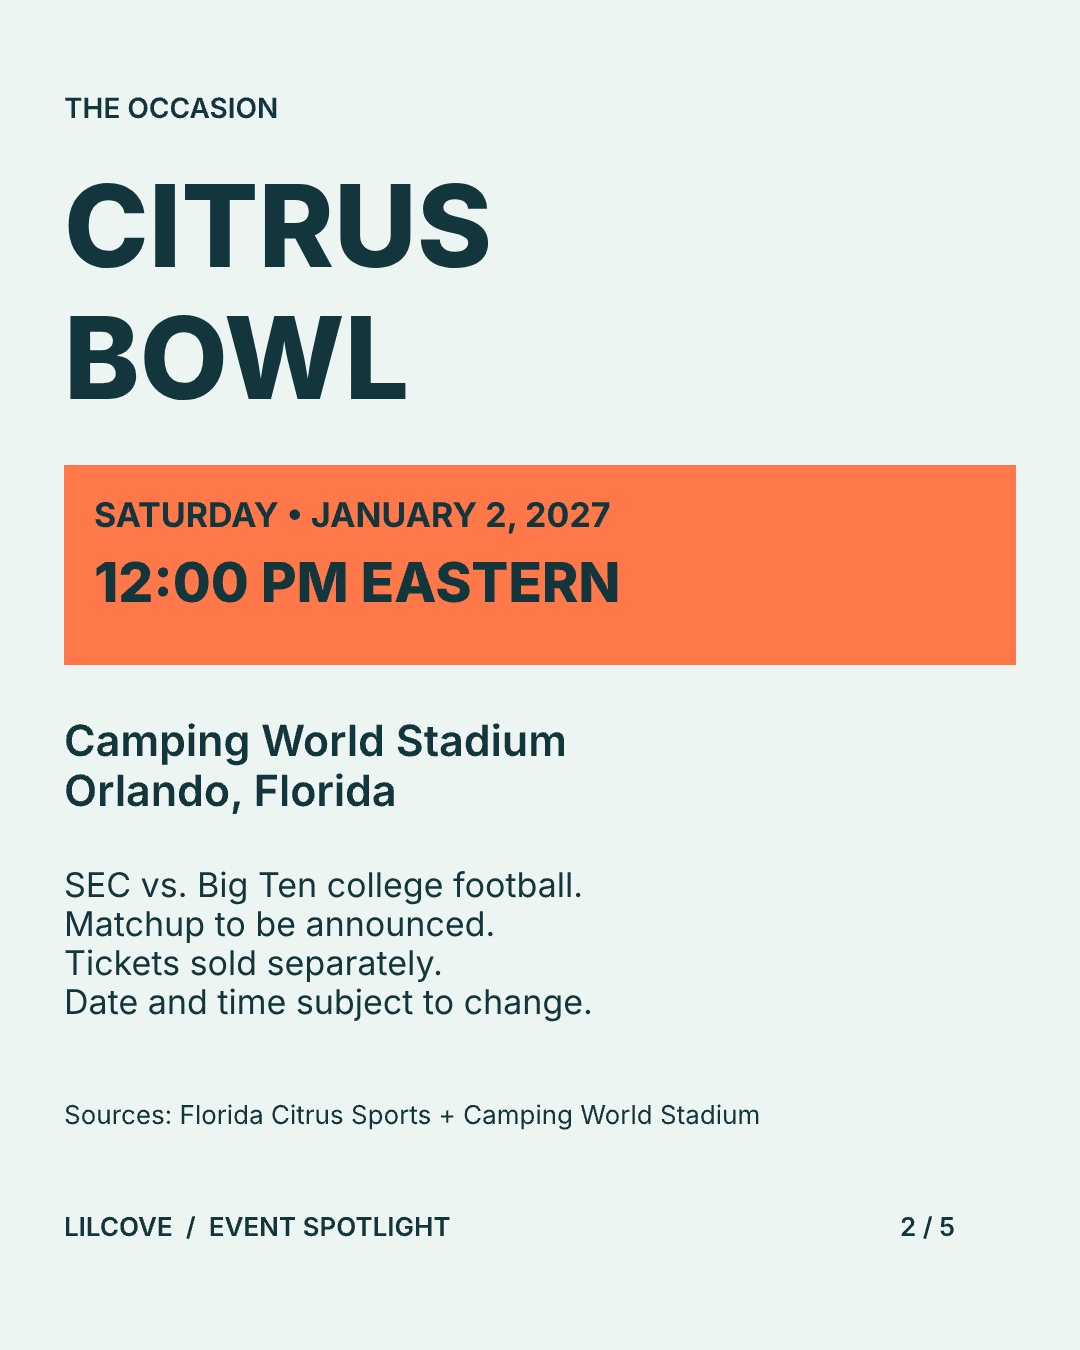 THE OCCASION
CITRUS
BOWL
SATURDAY • JANUARY 2, 2027
12:00 PM EASTERN
Camping World Stadium
Orlando, Florida
SEC vs. Big Ten college football.
Matchup to be announced.
Tickets sold separately.
Date and time subject to change.
Sources: Florida Citrus Sports + Camping World Stadium
LILCOVE / EVENT SPOTLIGHT
2 / 5